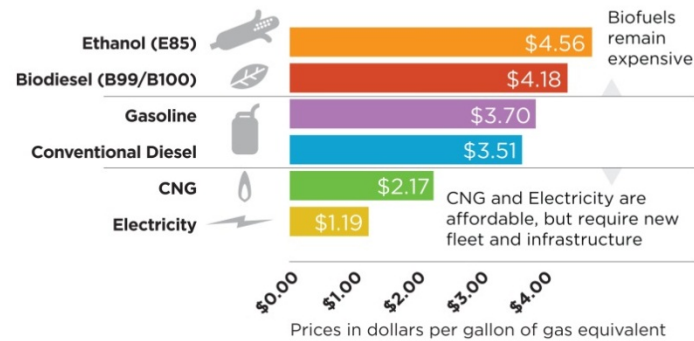 Ethanol (E85)
$4.56
Biofuels
remain
expensive
Biodiesel (B99/B100)
$4.18
Gasoline
$3.70
Conventional Diesel
$3.51
CNG
$2.17
CNG and Electricity are
affordable, but require new
fleet and infrastructure
Electricity
$1.19
$0.00
$1.00
$2.00
$3.00
$4.00
Prices in dollars per gallon of gas equivalent